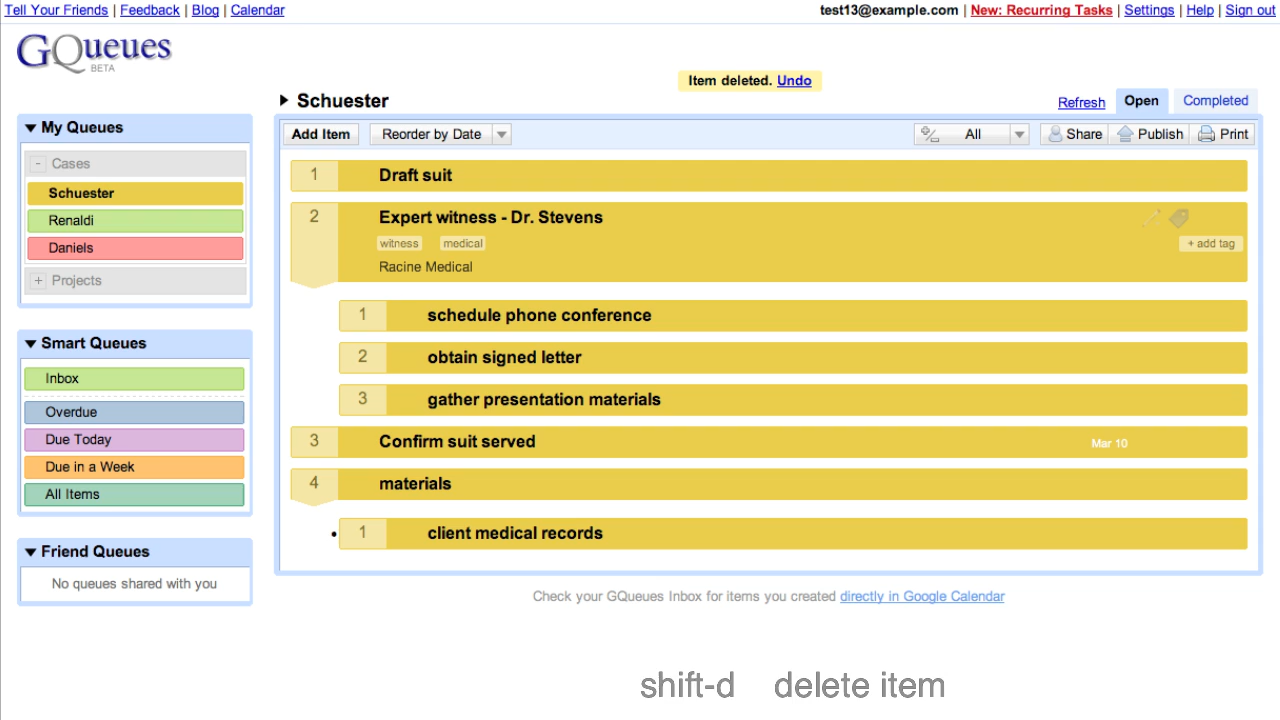 Tell Your Friends | Feedback | Blog | Calendar
test13@example.com | New: Recurring Tasks | Settings | Help | Sign out
GQueues
BETA
Item deleted. Undo
Schuester
Refresh
Open
Completed
My Queues
Add Item
Reorder by Date
All
Share
Publish
Print
- Cases
Schuester
Renaldi
Daniels
+ Projects
1 Draft suit
2 Expert witness - Dr. Stevens
witness medical
+ add tag
Racine Medical
1 schedule phone conference
2 obtain signed letter
3 gather presentation materials
3 Confirm suit served
Mar 10
4 materials
1 client medical records
Smart Queues
Inbox
Overdue
Due Today
Due in a Week
All Items
Friend Queues
No queues shared with you
Check your GQueues Inbox for items you created directly in Google Calendar
shift-d delete item